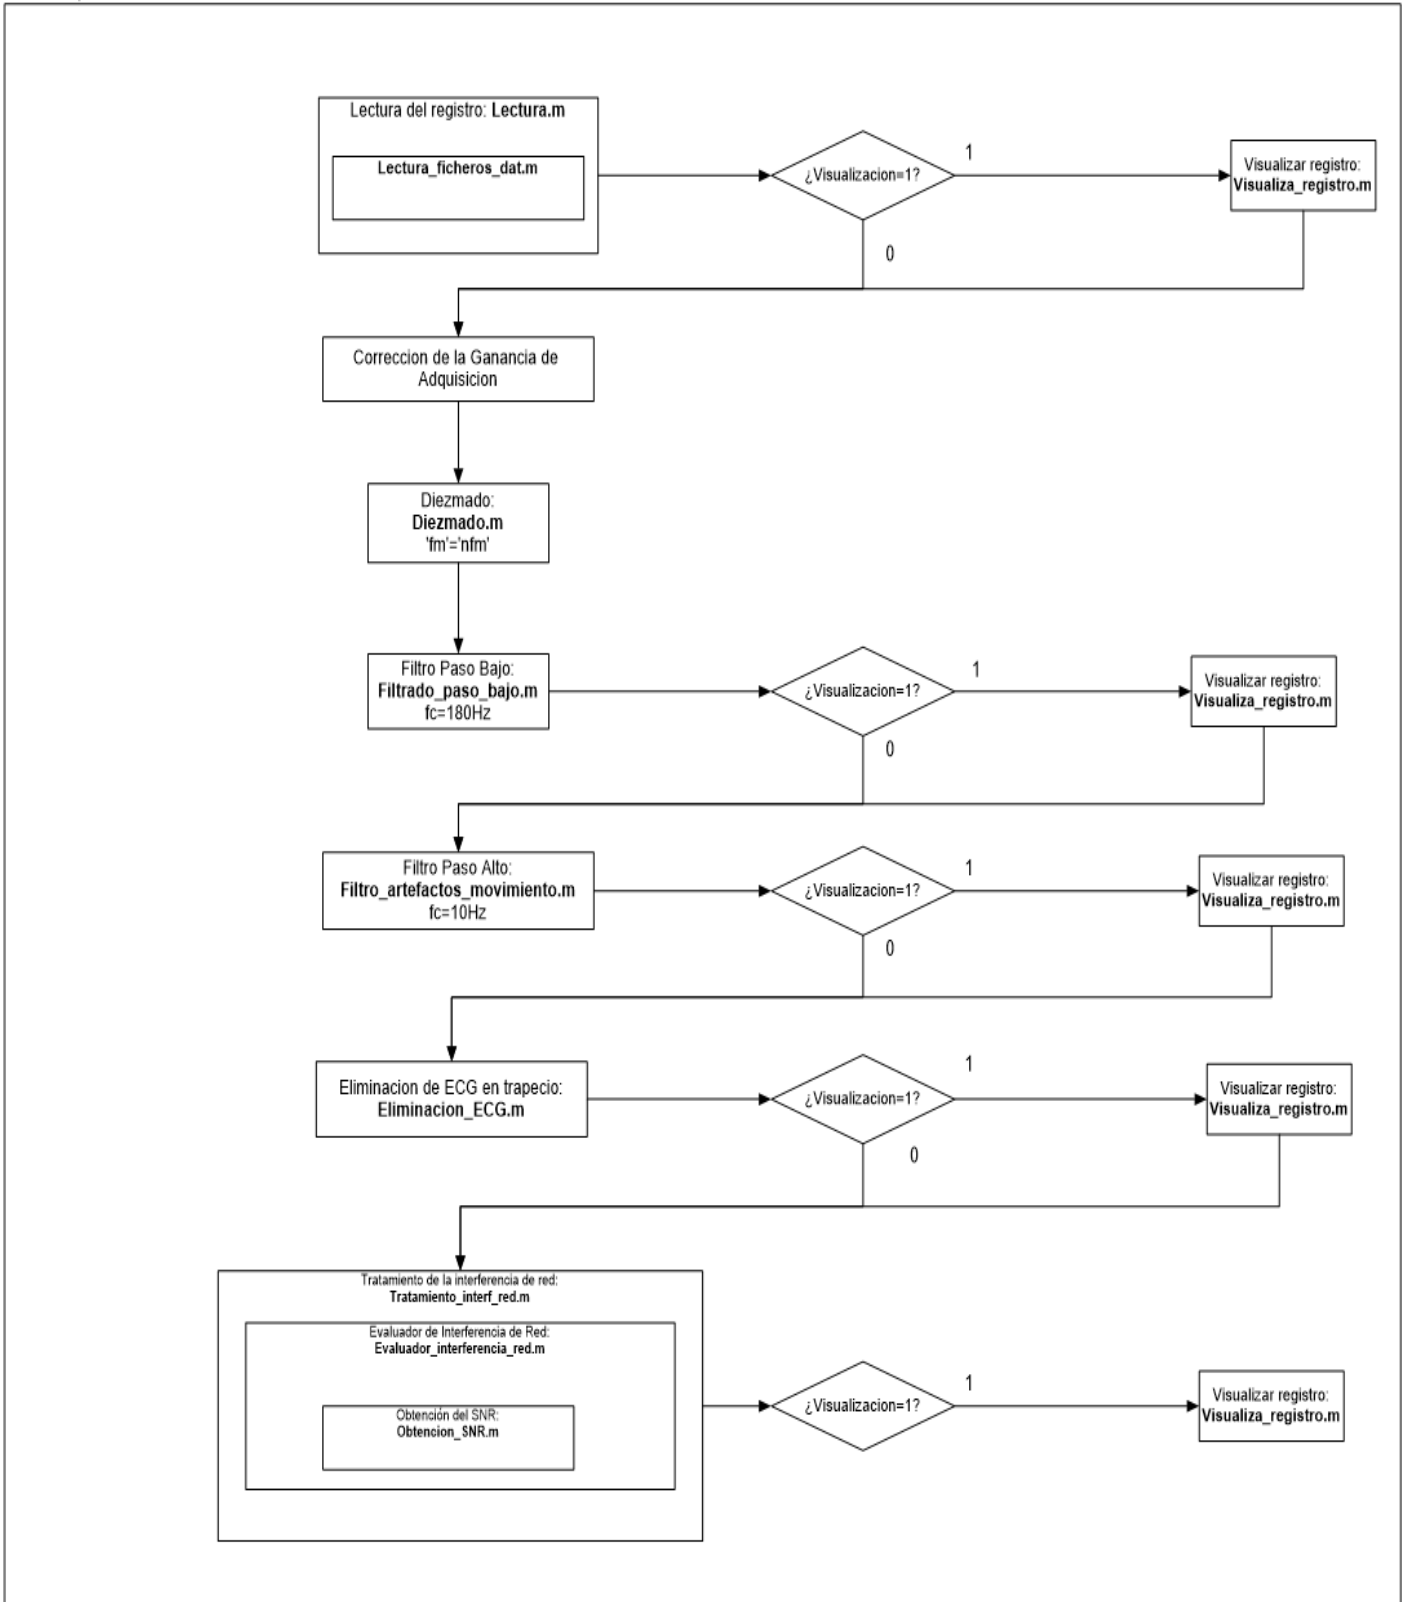 Lectura del registro: Lectura.m
Lectura_ficheros_dat.m
¿Visualizacion=1?
1
Visualizar registro:
Visualiza_registro.m
0
Correccion de la Ganancia de
Adquisicion
Diezmado:
Diezmado.m
'fm'='nfm'
Filtro Paso Bajo:
Filtrado_paso_bajo.m
fc=180Hz
¿Visualizacion=1?
1
Visualizar registro:
Visualiza_registro.m
0
Filtro Paso Alto:
Filtro_artefactos_movimiento.m
fc=10Hz
¿Visualizacion=1?
1
Visualizar registro:
Visualiza_registro.m
0
Eliminacion de ECG en trapecio:
Eliminacion_ECG.m
¿Visualizacion=1?
1
Visualizar registro:
Visualiza_registro.m
0
Tratamiento de la interferencia de red:
Tratamiento_interf_red.m
Evaluador de Interferencia de Red:
Evaluador_interferencia_red.m
Obtención del SNR:
Obtencion_SNR.m
¿Visualizacion=1?
1
Visualizar registro:
Visualiza_registro.m